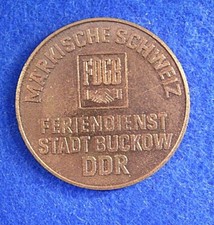 MÄRKISCHE SCHWEIZ
FDGB
FERIENDIENST
STADT BUCKOW
DDR